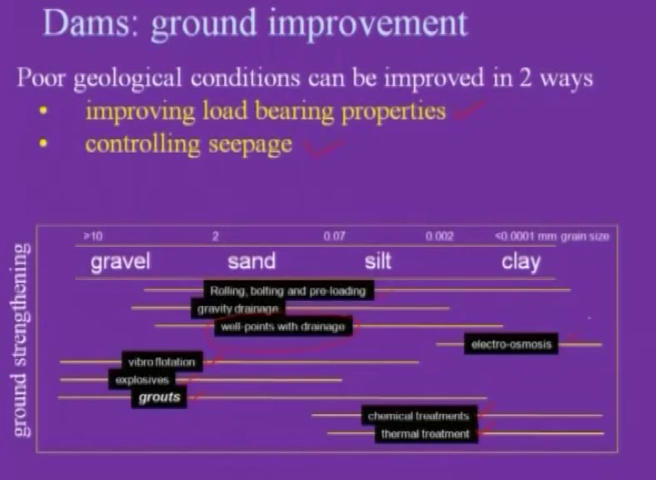 Dams: ground improvement
Poor geological conditions can be improved in 2 ways
• improving load bearing properties
• controlling seepage
ground strengthening
>10 2 0.07 0.002 <0.0001 mm grain size
gravel sand silt clay
Rolling, bolting and pre-loading
gravity drainage
well-points with drainage
electro-osmosis
vibro flotation
explosives
grouts
chemical treatments
thermal treatment